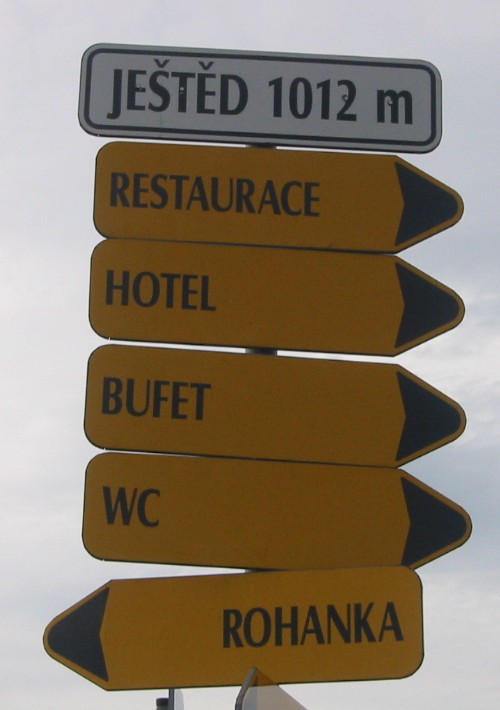 JEŠTĚD 1012 m
RESTAURACE
HOTEL
BUFET
WC
ROHANKA